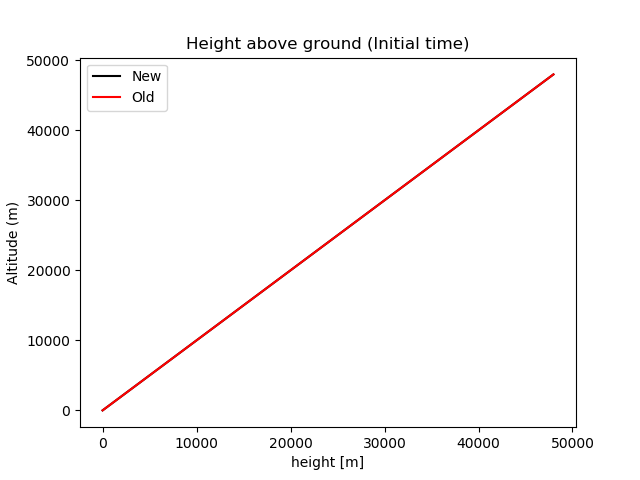 Height above ground (Initial time)
New
Old
Altitude (m)
50000
40000
30000
20000
10000
0
0 10000 20000 30000 40000 50000
height [m]